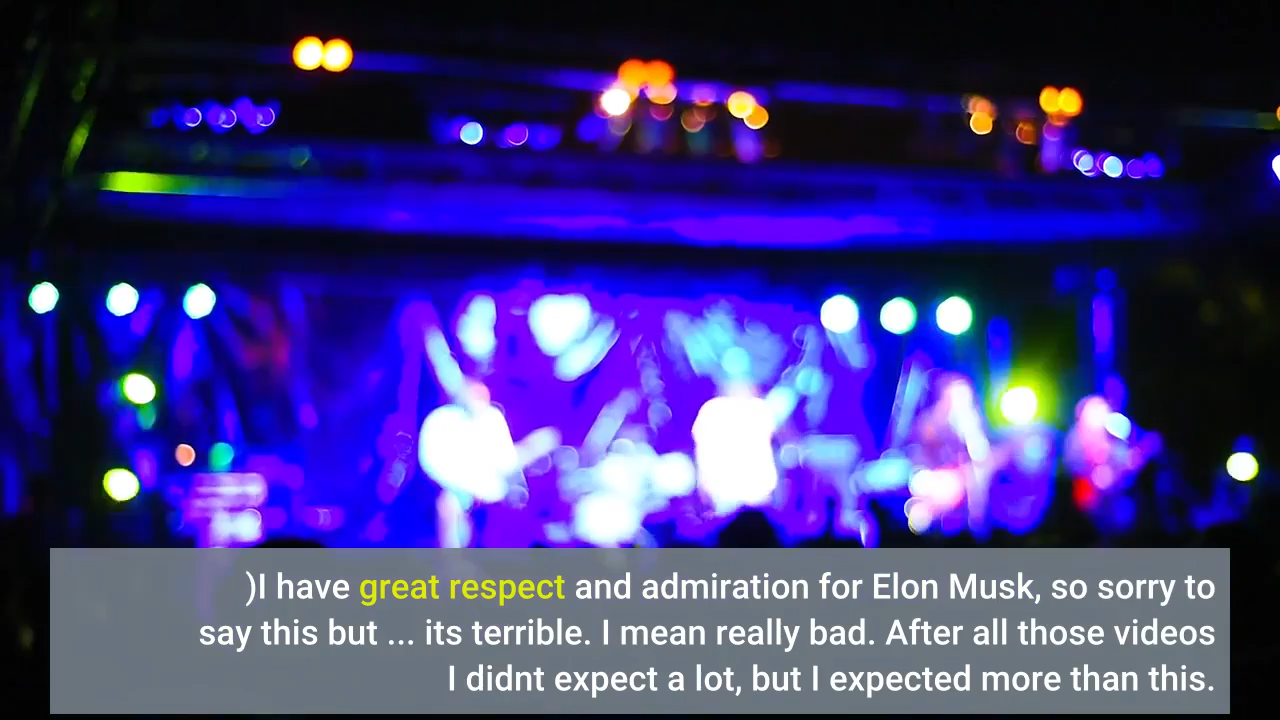 )I have great respect and admiration for Elon Musk, so sorry to
say this but ... its terrible. I mean really bad. After all those videos
I didnt expect a lot, but I expected more than this.